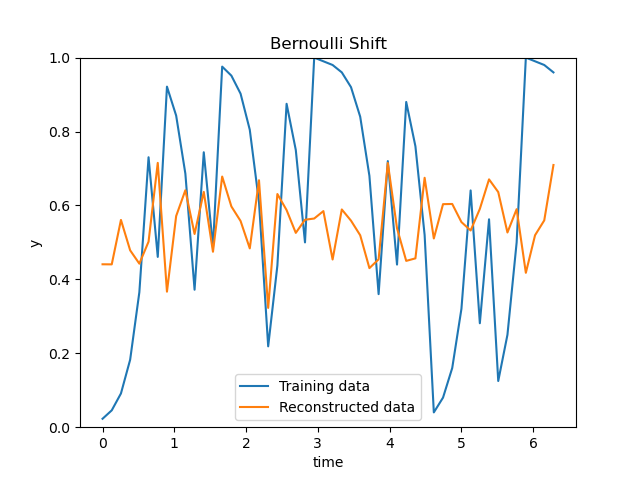 Bernoulli Shift
1.0
0.8
0.6
0.4
0.2
0.0
y
0 1 2 3 4 5 6
time
Training data
Reconstructed data